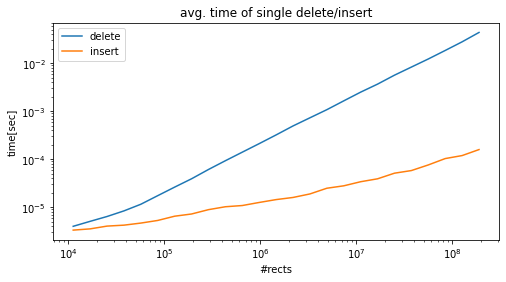 avg. time of single delete/insert
delete
insert
time[sec]
10⁻²
10⁻³
10⁻⁴
10⁻⁵
10⁴
10⁵
10⁶
10⁷
10⁸
#rects